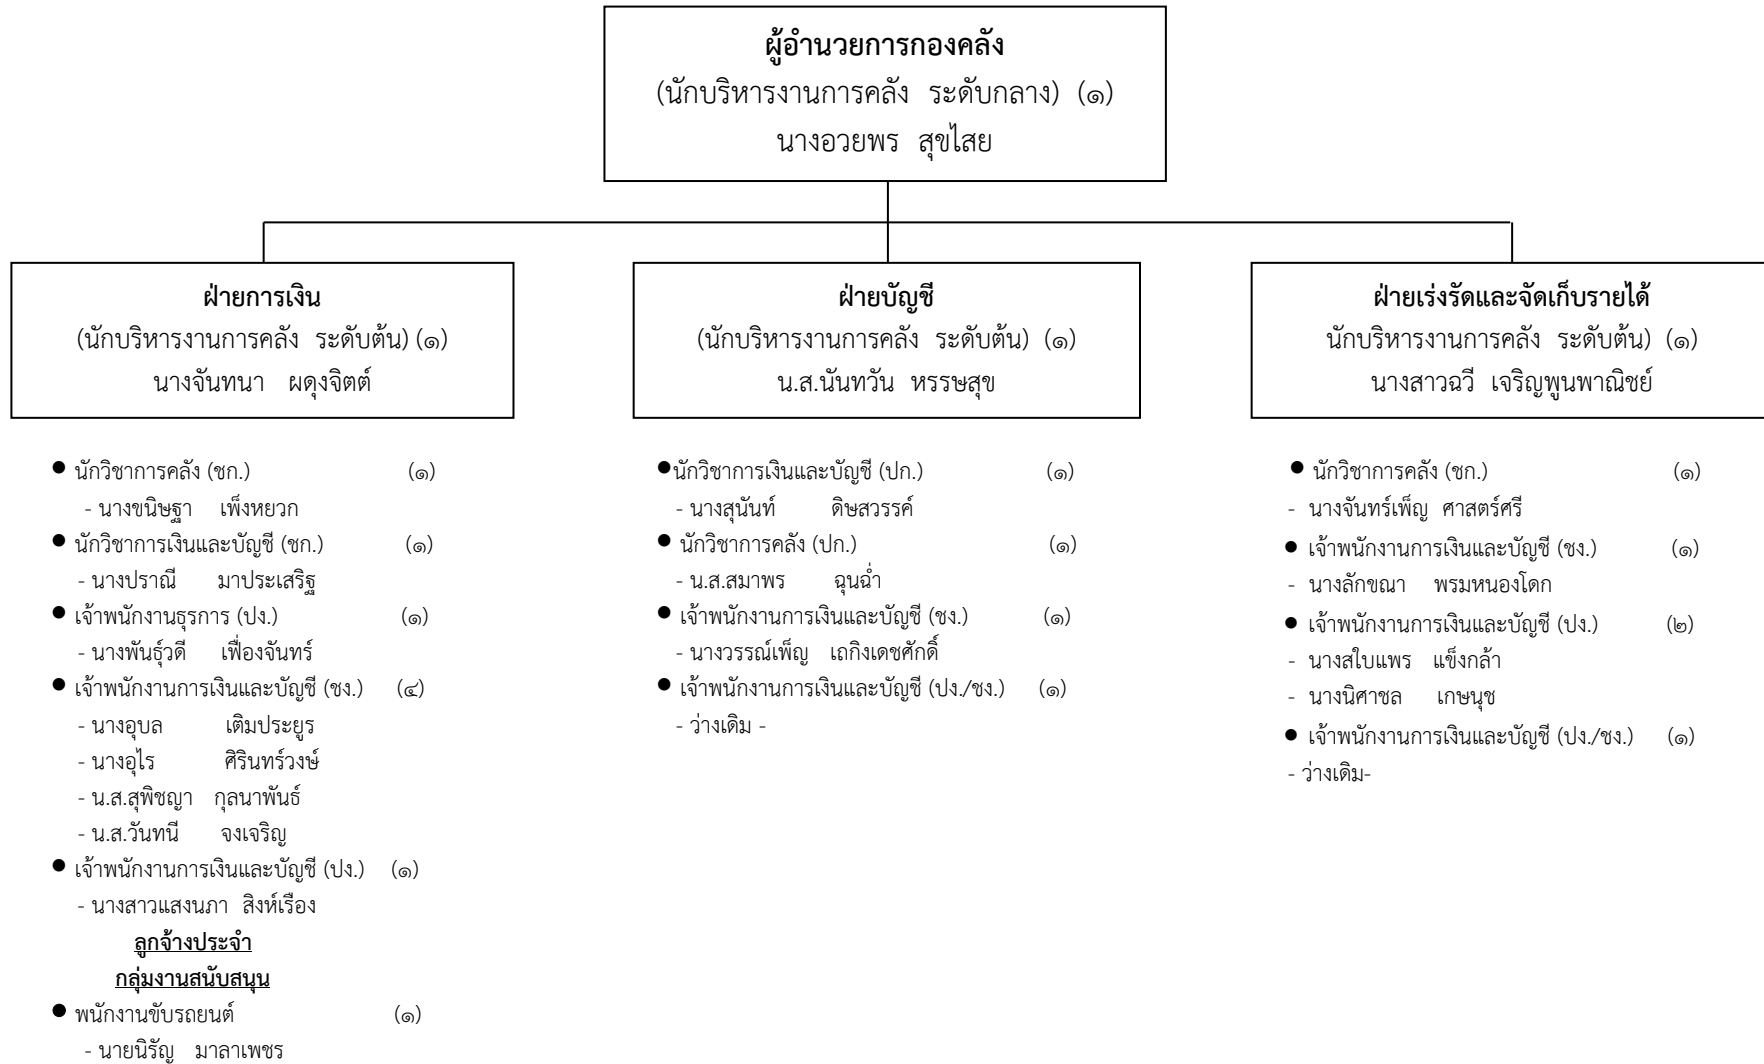 ผู้อำนวยการกองคลัง
(นักบริหารงานการคลัง ระดับกลาง) (๑)
นางอวยพร สุขไสย
ฝ่ายการเงิน
(นักบริหารงานการคลัง ระดับต้น) (๑)
นางจันทนา ผดุงจิตต์
● นักวิชาการคลัง (ชก.) (๑)
- นางขนิษฐา เพ็งหยวก
● นักวิชาการเงินและบัญชี (ชก.) (๑)
- นางปราณี มาประเสริฐ
● เจ้าพนักงานธุรการ (ปง.) (๑)
- นางพันธุ์วดี เฟื่องจันทร์
● เจ้าพนักงานการเงินและบัญชี (ชง.) (๔)
- นางอุบล เติมประยูร
- นางอุไร ศิรินทร์วงษ์
- น.ส.สุพิชญา กุลนาพันธ์
- น.ส.วันทนี จงเจริญ
● เจ้าพนักงานการเงินและบัญชี (ปง.) (๑)
- นางสาวแสงนภา สิงห์เรือง
ลูกจ้างประจำ
กลุ่มงานสนับสนุน
● พนักงานขับรถยนต์ (๑)
- นายนิรัญ มาลาเพชร
ฝ่ายบัญชี
(นักบริหารงานการคลัง ระดับต้น) (๑)
น.ส.นันทวัน หรรษสุข
●นักวิชาการเงินและบัญชี (ปก.) (๑)
- นางสุนันท์ ดิษสวรรค์
● นักวิชาการคลัง (ปก.) (๑)
- น.ส.สมาพร ฉุนฉ่ำ
● เจ้าพนักงานการเงินและบัญชี (ชง.) (๑)
- นางวรรณ์เพ็ญ เถกิงเดชศักดิ์
● เจ้าพนักงานการเงินและบัญชี (ปง./ชง.) (๑)
- ว่างเดิม -
ฝ่ายเร่งรัดและจัดเก็บรายได้
นักบริหารงานการคลัง ระดับต้น) (๑)
นางสาวฉวี เจริญพูนพาณิชย์
● นักวิชาการคลัง (ชก.) (๑)
- นางจันทร์เพ็ญ ศาสตร์ศรี
● เจ้าพนักงานการเงินและบัญชี (ชง.) (๑)
- นางลักขณา พรมหนองโดก
● เจ้าพนักงานการเงินและบัญชี (ปง.) (๒)
- นางสใบแพร แข็งกล้า
- นางนิศาชล เกษนุช
● เจ้าพนักงานการเงินและบัญชี (ปง./ชง.) (๑)
- ว่างเดิม-